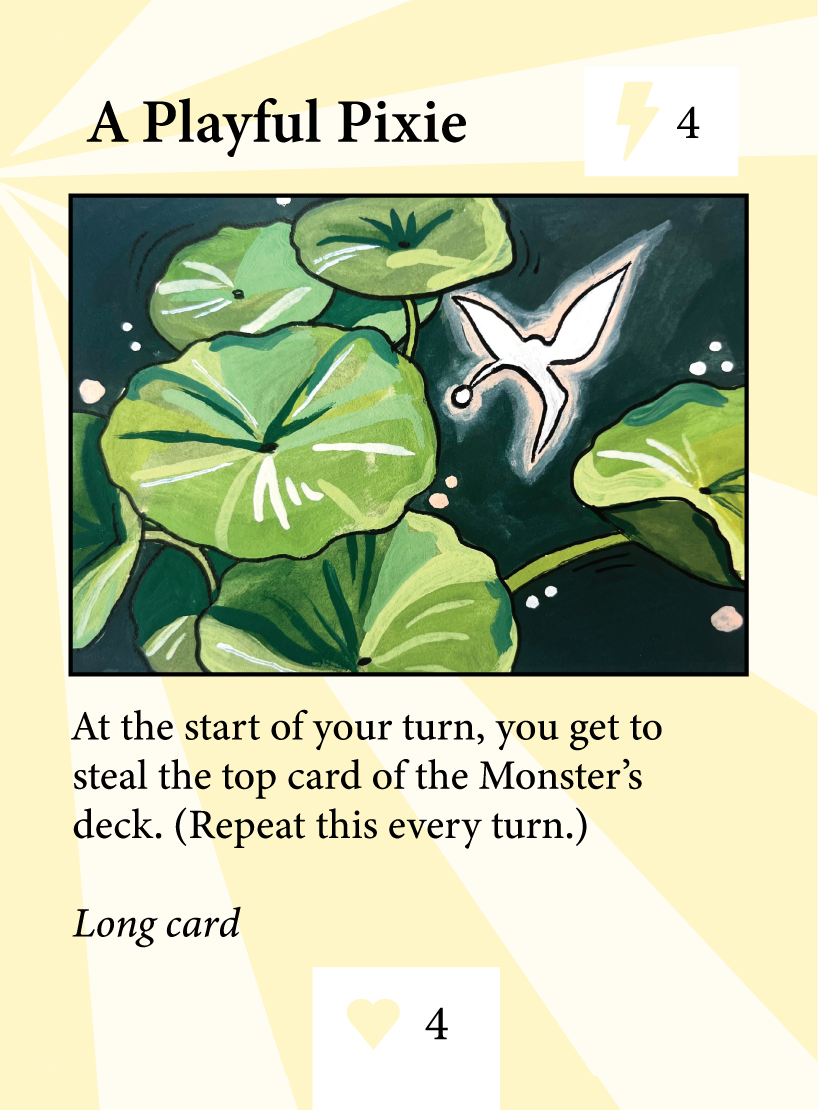 A Playful Pixie
4
At the start of your turn, you get to
steal the top card of the Monster’s
deck. (Repeat this every turn.)
Long card
4